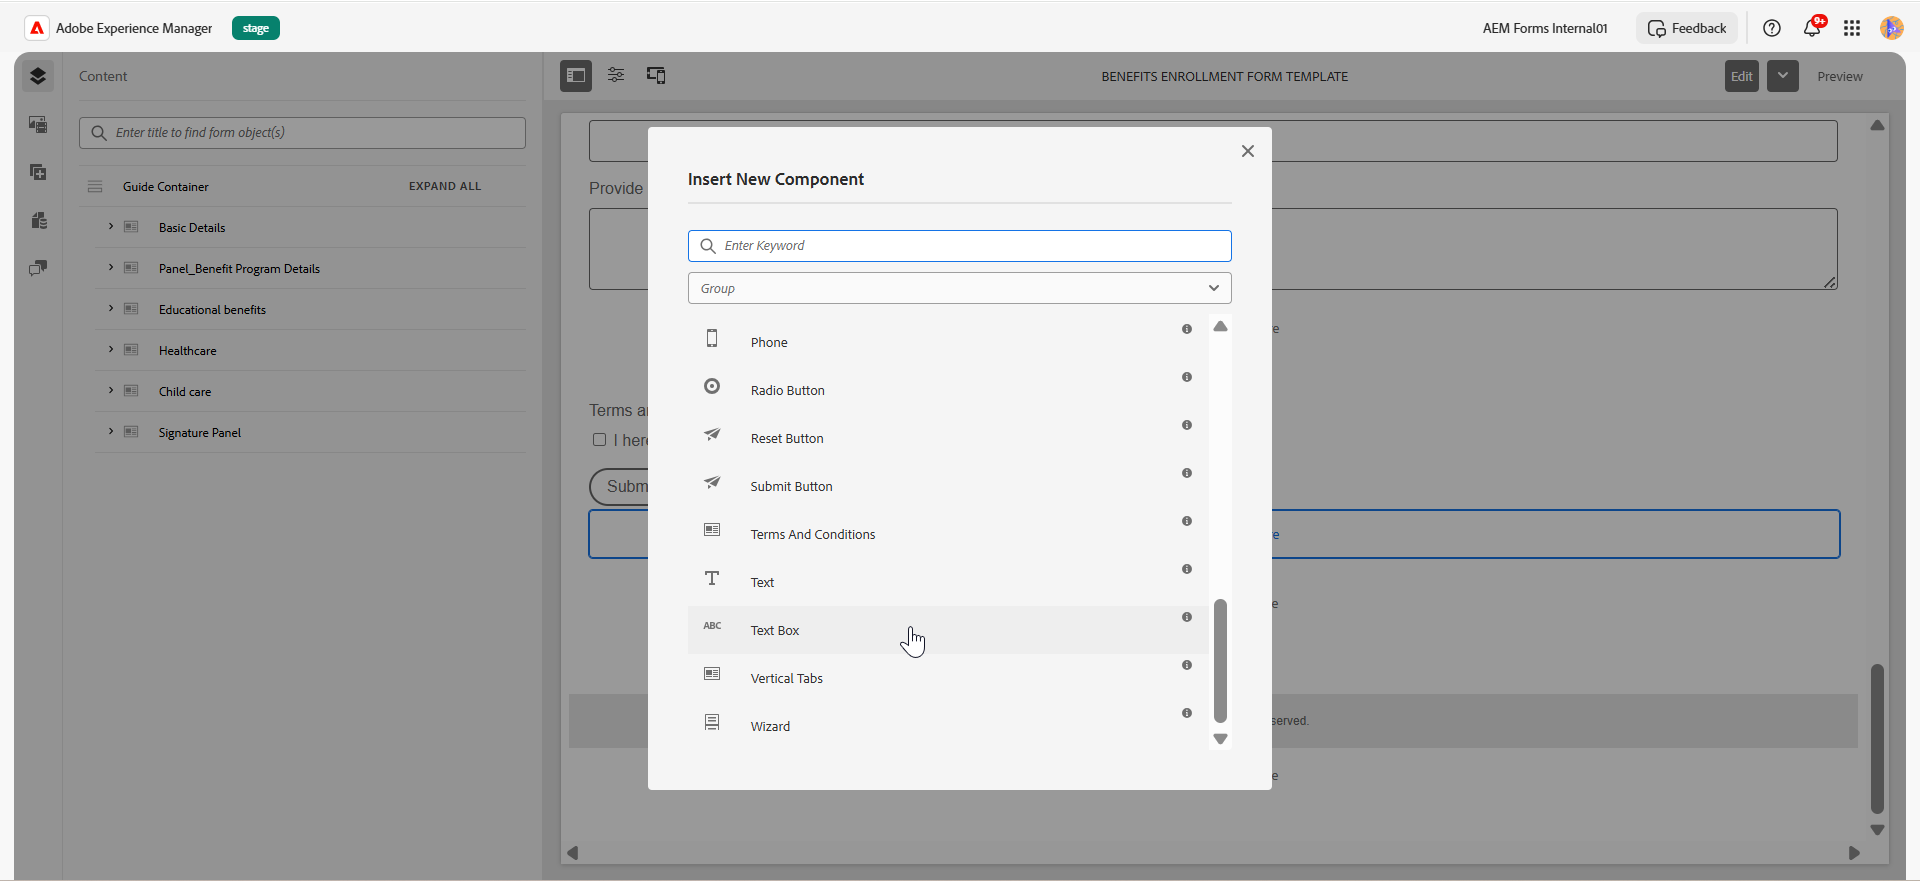 Adobe Experience Manager
stage
AEM Forms Internal01
Feedback
9+
Content
BENEFITS ENROLLMENT FORM TEMPLATE
Edit
Preview
Enter title to find form object(s)
Guide Container
EXPAND ALL
Basic Details
Panel_Benefit Program Details
Educational benefits
Healthcare
Child care
Signature Panel
Provide
Terms a
I here
Subm
Insert New Component
Enter Keyword
Group
Phone
Radio Button
Reset Button
Submit Button
Terms And Conditions
Text
ABC
Text Box
Vertical Tabs
Wizard
e
e
e
served.
e